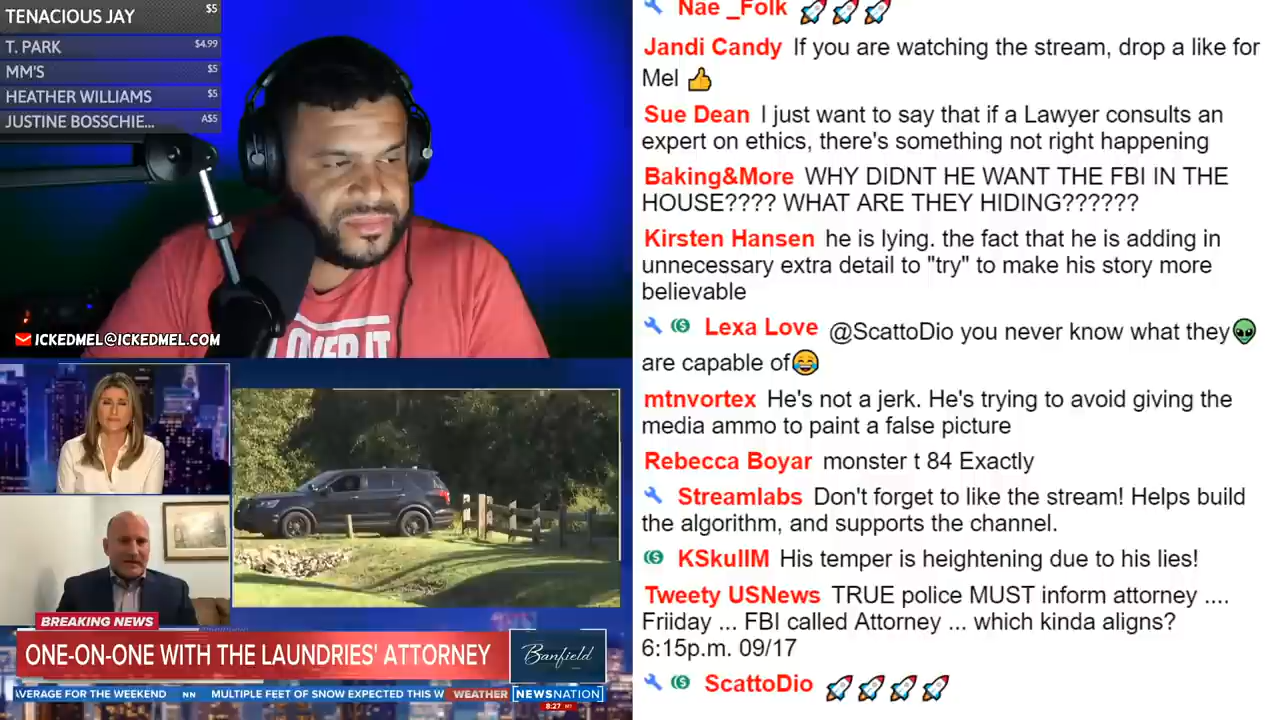 TENACIOUS JAY $5
T. PARK $4.99
MM'S $5
HEATHER WILLIAMS $5
JUSTINE BOSSCHIE... A$5
ICKEDMEL@ICKEDMEL.COM
OVER IT
BREAKING NEWS
ONE-ON-ONE WITH THE LAUNDRIES' ATTORNEY
Banfield
AVERAGE FOR THE WEEKEND NN MULTIPLE FEET OF SNOW EXPECTED THIS W WEATHER NEWSNATION
8:27 MT
Nae _Folk 🚀🚀🚀
Jandi Candy If you are watching the stream, drop a like for
Mel 👍
Sue Dean I just want to say that if a Lawyer consults an
expert on ethics, there's something not right happening
Baking&More WHY DIDNT HE WANT THE FBI IN THE
HOUSE???? WHAT ARE THEY HIDING??????
Kirsten Hansen he is lying. the fact that he is adding in
unnecessary extra detail to "try" to make his story more
believable
Lexa Love @ScattoDio you never know what they👽
are capable of😂
mtnvortex He's not a jerk. He's trying to avoid giving the
media ammo to paint a false picture
Rebecca Boyar monster t 84 Exactly
Streamlabs Don't forget to like the stream! Helps build
the algorithm, and supports the channel.
KSkullM His temper is heightening due to his lies!
Tweety USNews TRUE police MUST inform attorney ....
Friiday ... FBI called Attorney ... which kinda aligns?
6:15p.m. 09/17
ScattoDio 🚀🚀🚀🚀